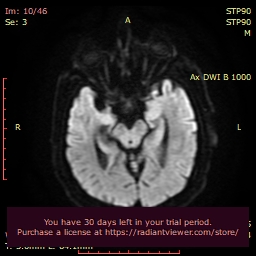 Im: 10/46
Se: 3
A
STP90
STP90
M
Ax DWI B 1000
R
L
You have 30 days left in your trial period.
Purchase a license at https://radiantviewer.com/store/